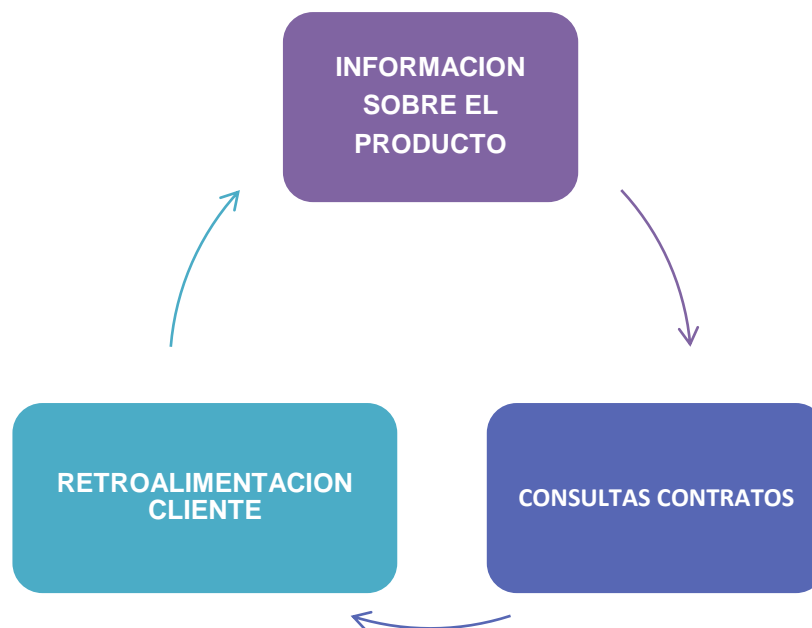 INFORMACION
SOBRE EL
PRODUCTO
RETROALIMENTACION
CLIENTE
CONSULTAS CONTRATOS